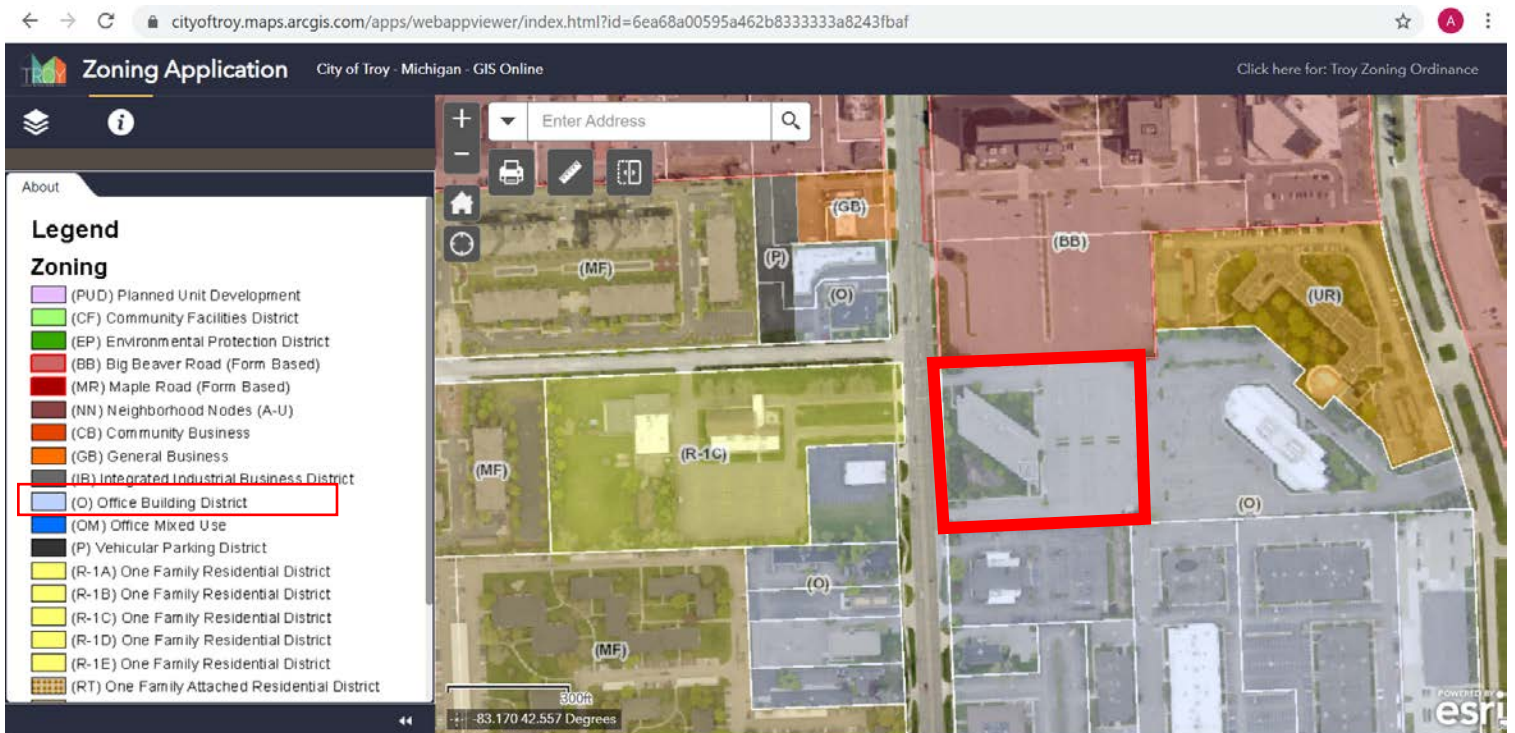 cityoftroy.maps.arcgis.com/apps/webappviewer/index.html?id=6ea68a00595a462b8333333a8243fbaf
A
TROY
Zoning Application
City of Troy - Michigan - GIS Online
Click here for: Troy Zoning Ordinance
i
About
Legend
Zoning
(PUD) Planned Unit Development
(CF) Community Facilities District
(EP) Environmental Protection District
(BB) Big Beaver Road (Form Based)
(MR) Maple Road (Form Based)
(NN) Neighborhood Nodes (A-U)
(CB) Community Business
(GB) General Business
(IB) Integrated Industrial Business District
(O) Office Building District
(OM) Office Mixed Use
(P) Vehicular Parking District
(R-1A) One Family Residential District
(R-1B) One Family Residential District
(R-1C) One Family Residential District
(R-1D) One Family Residential District
(R-1E) One Family Residential District
(RT) One Family Attached Residential District
+
Enter Address
−
(GB)
(BB)
(P)
(MF)
(O)
(UR)
(R-1C)
(MF)
(O)
(O)
(MF)
300ft
-83.170 42.557 Degrees
POWERED BY
esri